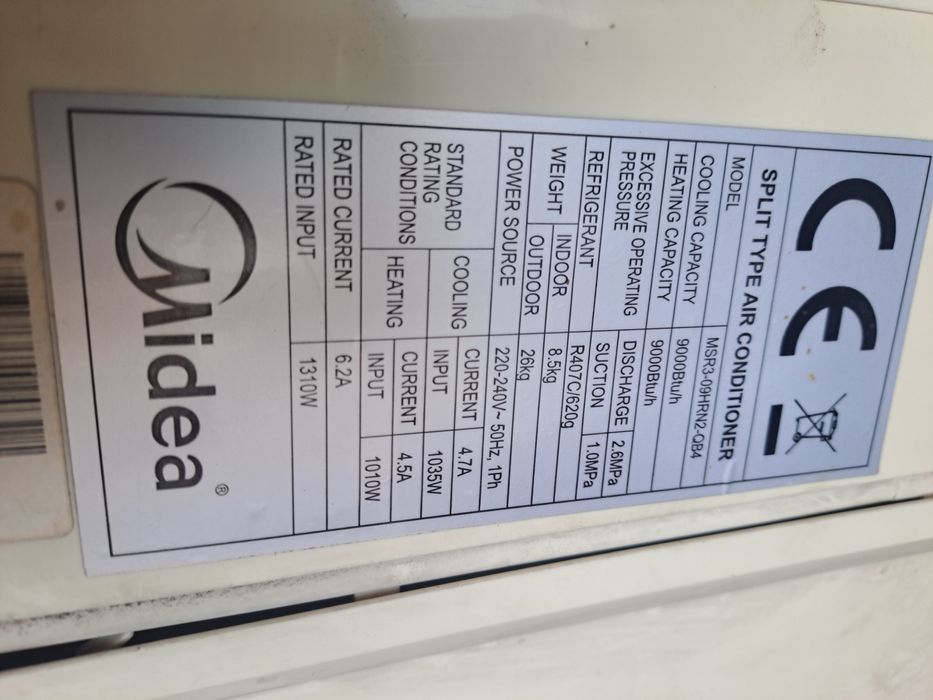 CE
SPLIT TYPE AIR CONDITIONER
MODEL MSR3-09HRN2-QB4
COOLING CAPACITY 9000Btu/h
HEATING CAPACITY 9000Btu/h
EXCESSIVE OPERATING PRESSURE DISCHARGE 2.6MPa
SUCTION 1.0MPa
REFRIGERANT R407C/620g
WEIGHT INDOOR 8.5kg
OUTDOOR 26kg
POWER SOURCE 220-240V~ 50Hz, 1Ph
STANDARD RATING CONDITIONS COOLING CURRENT 4.7A
INPUT 1035W
HEATING CURRENT 4.5A
INPUT 1010W
RATED CURRENT 6.2A
RATED INPUT 1310W
Midea®